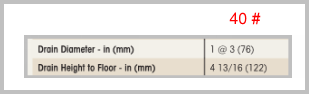 40 #
Drain Diameter - in (mm) 1 @ 3 (76)
Drain Height to Floor - in (mm) 4 13/16 (122)